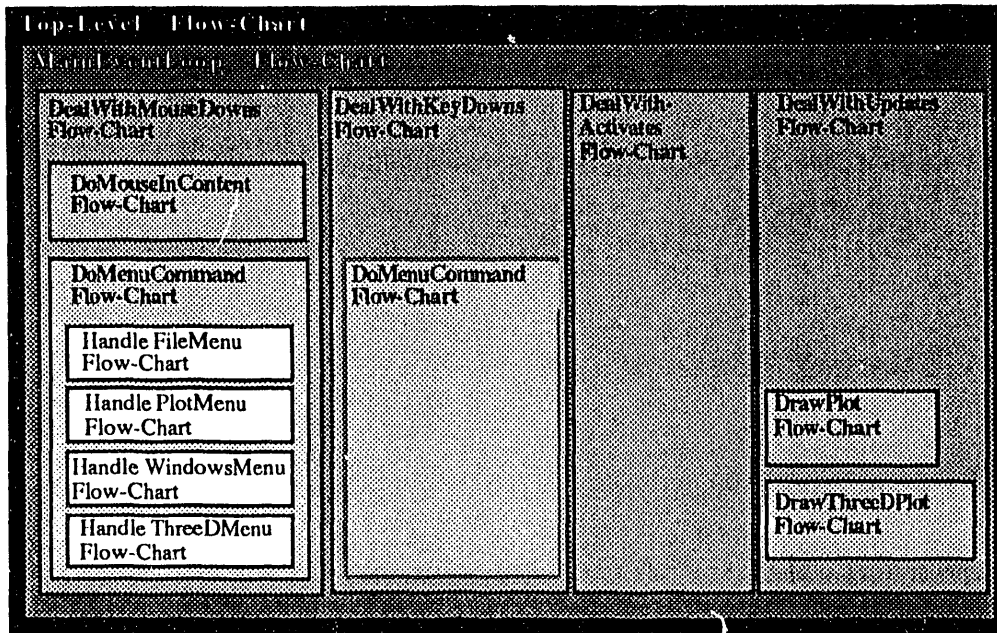 Top-Level Flow-Chart
MainEventLoop Flow-Chart
DealWithMouseDowns
Flow-Chart
DoMouseInContent
Flow-Chart
DoMenuCommand
Flow-Chart
Handle FileMenu
Flow-Chart
Handle PlotMenu
Flow-Chart
Handle WindowsMenu
Flow-Chart
Handle ThreeDMenu
Flow-Chart
DealWithKeyDowns
Flow-Chart
DoMenuCommand
Flow-Chart
DealWith-
Activates
Flow-Chart
DealWithUpdates
Flow-Chart
DrawPlot
Flow-Chart
DrawThreeDPlot
Flow-Chart